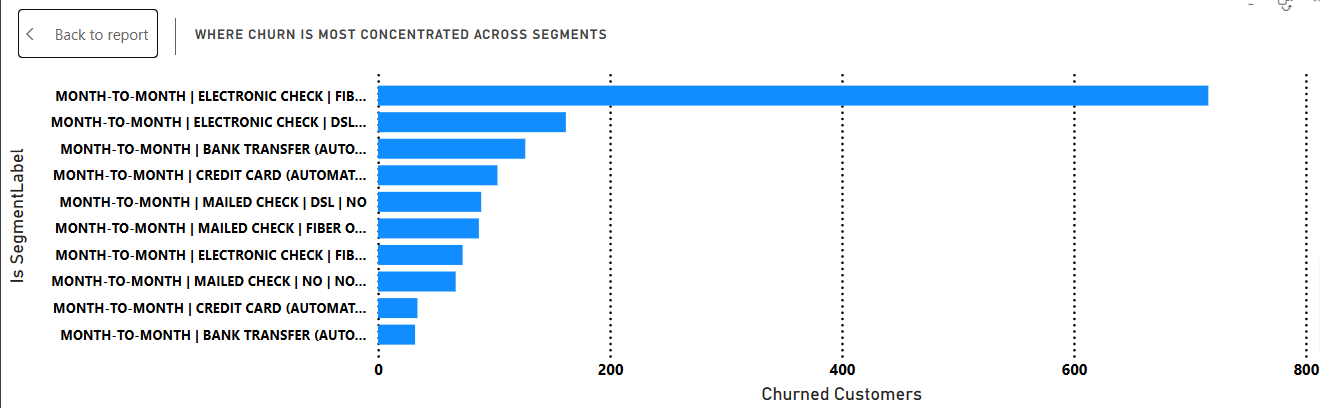 Back to report
WHERE CHURN IS MOST CONCENTRATED ACROSS SEGMENTS
Is SegmentLabel
MONTH-TO-MONTH | ELECTRONIC CHECK | FIB...
MONTH-TO-MONTH | ELECTRONIC CHECK | DSL...
MONTH-TO-MONTH | BANK TRANSFER (AUTO...
MONTH-TO-MONTH | CREDIT CARD (AUTOMAT...
MONTH-TO-MONTH | MAILED CHECK | DSL | NO
MONTH-TO-MONTH | MAILED CHECK | FIBER O...
MONTH-TO-MONTH | ELECTRONIC CHECK | FIB...
MONTH-TO-MONTH | MAILED CHECK | NO | NO...
MONTH-TO-MONTH | CREDIT CARD (AUTOMAT...
MONTH-TO-MONTH | BANK TRANSFER (AUTO...
0 200 400 600 800
Churned Customers